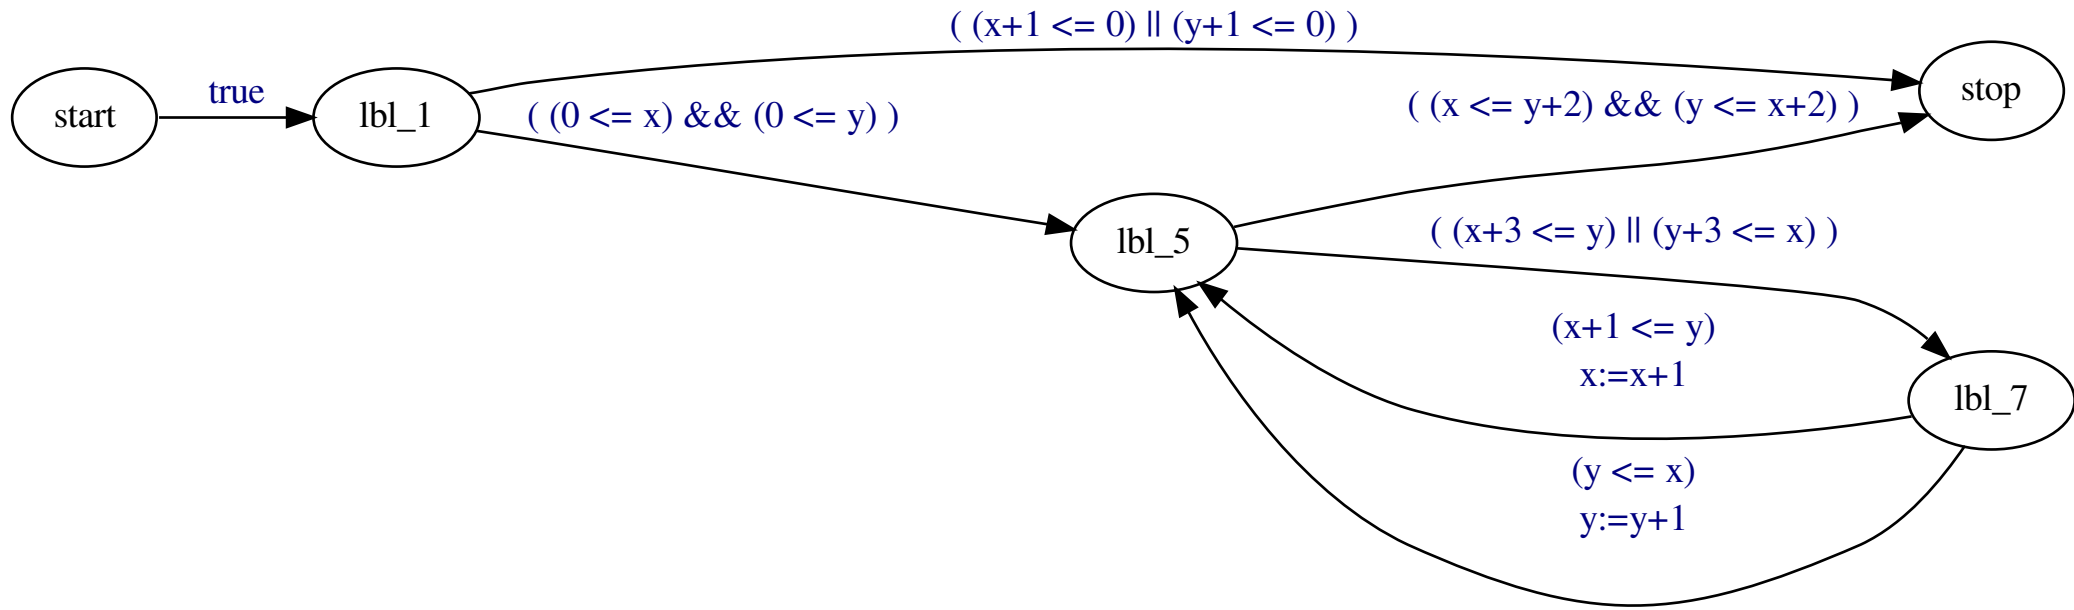 ( (x+1 <= 0) || (y+1 <= 0) )
start
true
lbl_1
( (0 <= x) && (0 <= y) )
( (x <= y+2) && (y <= x+2) )
stop
lbl_5
( (x+3 <= y) || (y+3 <= x) )
(x+1 <= y)
x:=x+1
lbl_7
(y <= x)
y:=y+1